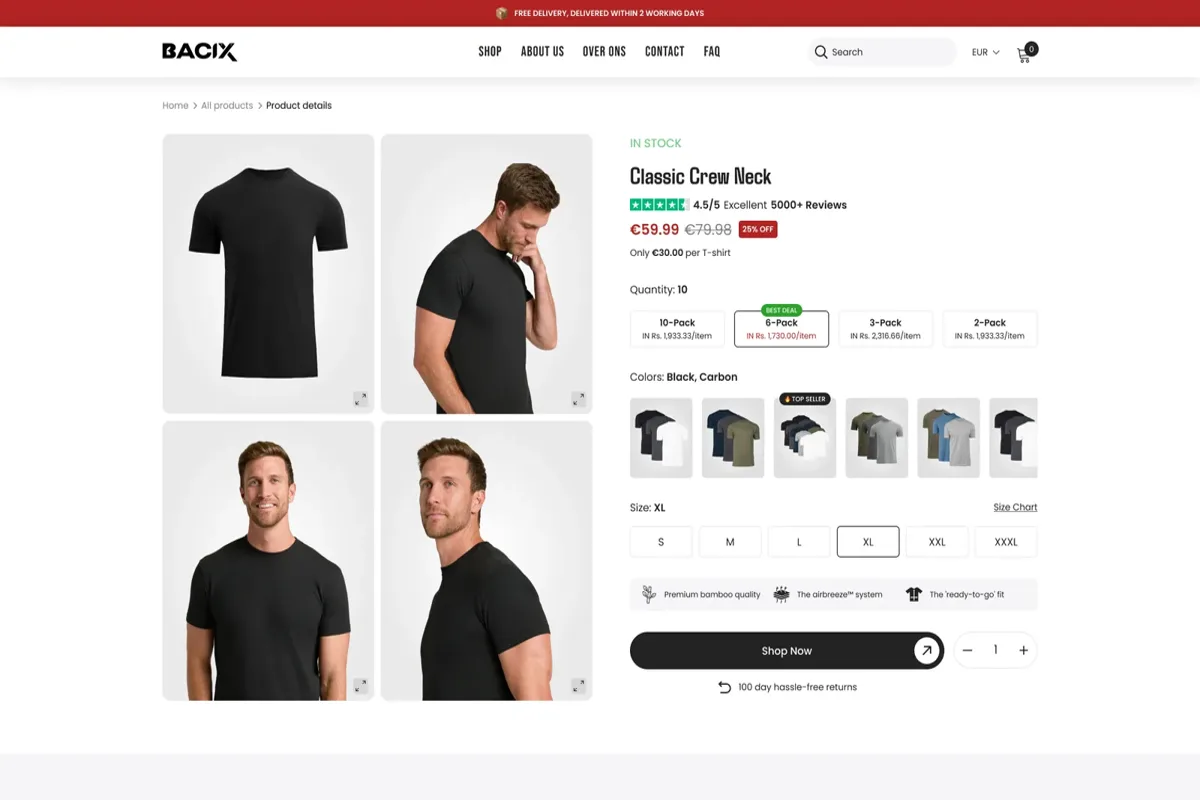 FREE DELIVERY, DELIVERED WITHIN 2 WORKING DAYS
BACIX
SHOP ABOUT US OVER ONS CONTACT FAQ
Search
EUR
0
Home > All products > Product details
IN STOCK
Classic Crew Neck
4.5/5 Excellent 5000+ Reviews
€59.99 €79.98 25% OFF
Only €30.00 per T-shirt
Quantity: 10
BEST DEAL
10-Pack 6-Pack 3-Pack 2-Pack
IN Rs. 1,933.33/item IN Rs. 1,730.00/item IN Rs. 2,316.66/item IN Rs. 1,933.33/item
Colors: Black, Carbon
TOP SELLER
Size: XL Size Chart
S M L XL XXL XXXL
Premium bamboo quality The airbreeze™ system The 'ready-to-go' fit
Shop Now
1
100 day hassle-free returns